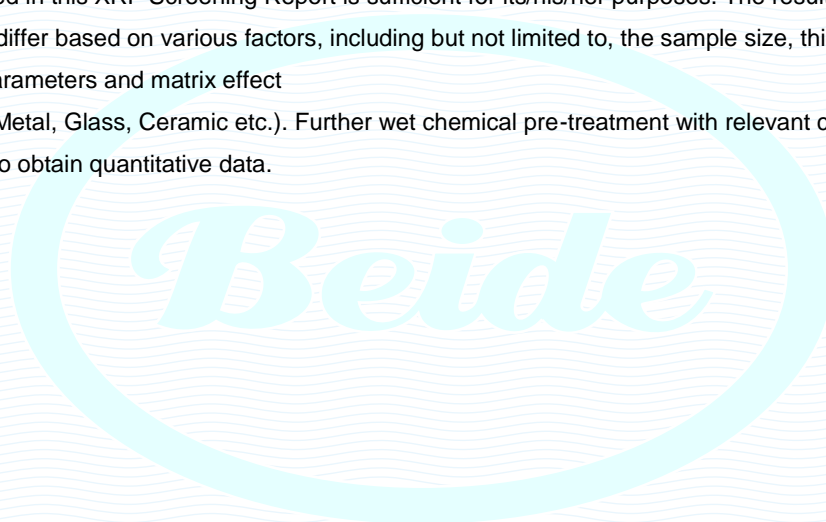 ed in this XRF Screening Report is sufficient for its/his/her purposes. The resul
differ based on various factors, including but not limited to, the sample size, thi
arameters and matrix effect
Metal, Glass, Ceramic etc.). Further wet chemical pre-treatment with relevant c
o obtain quantitative data.
Beide